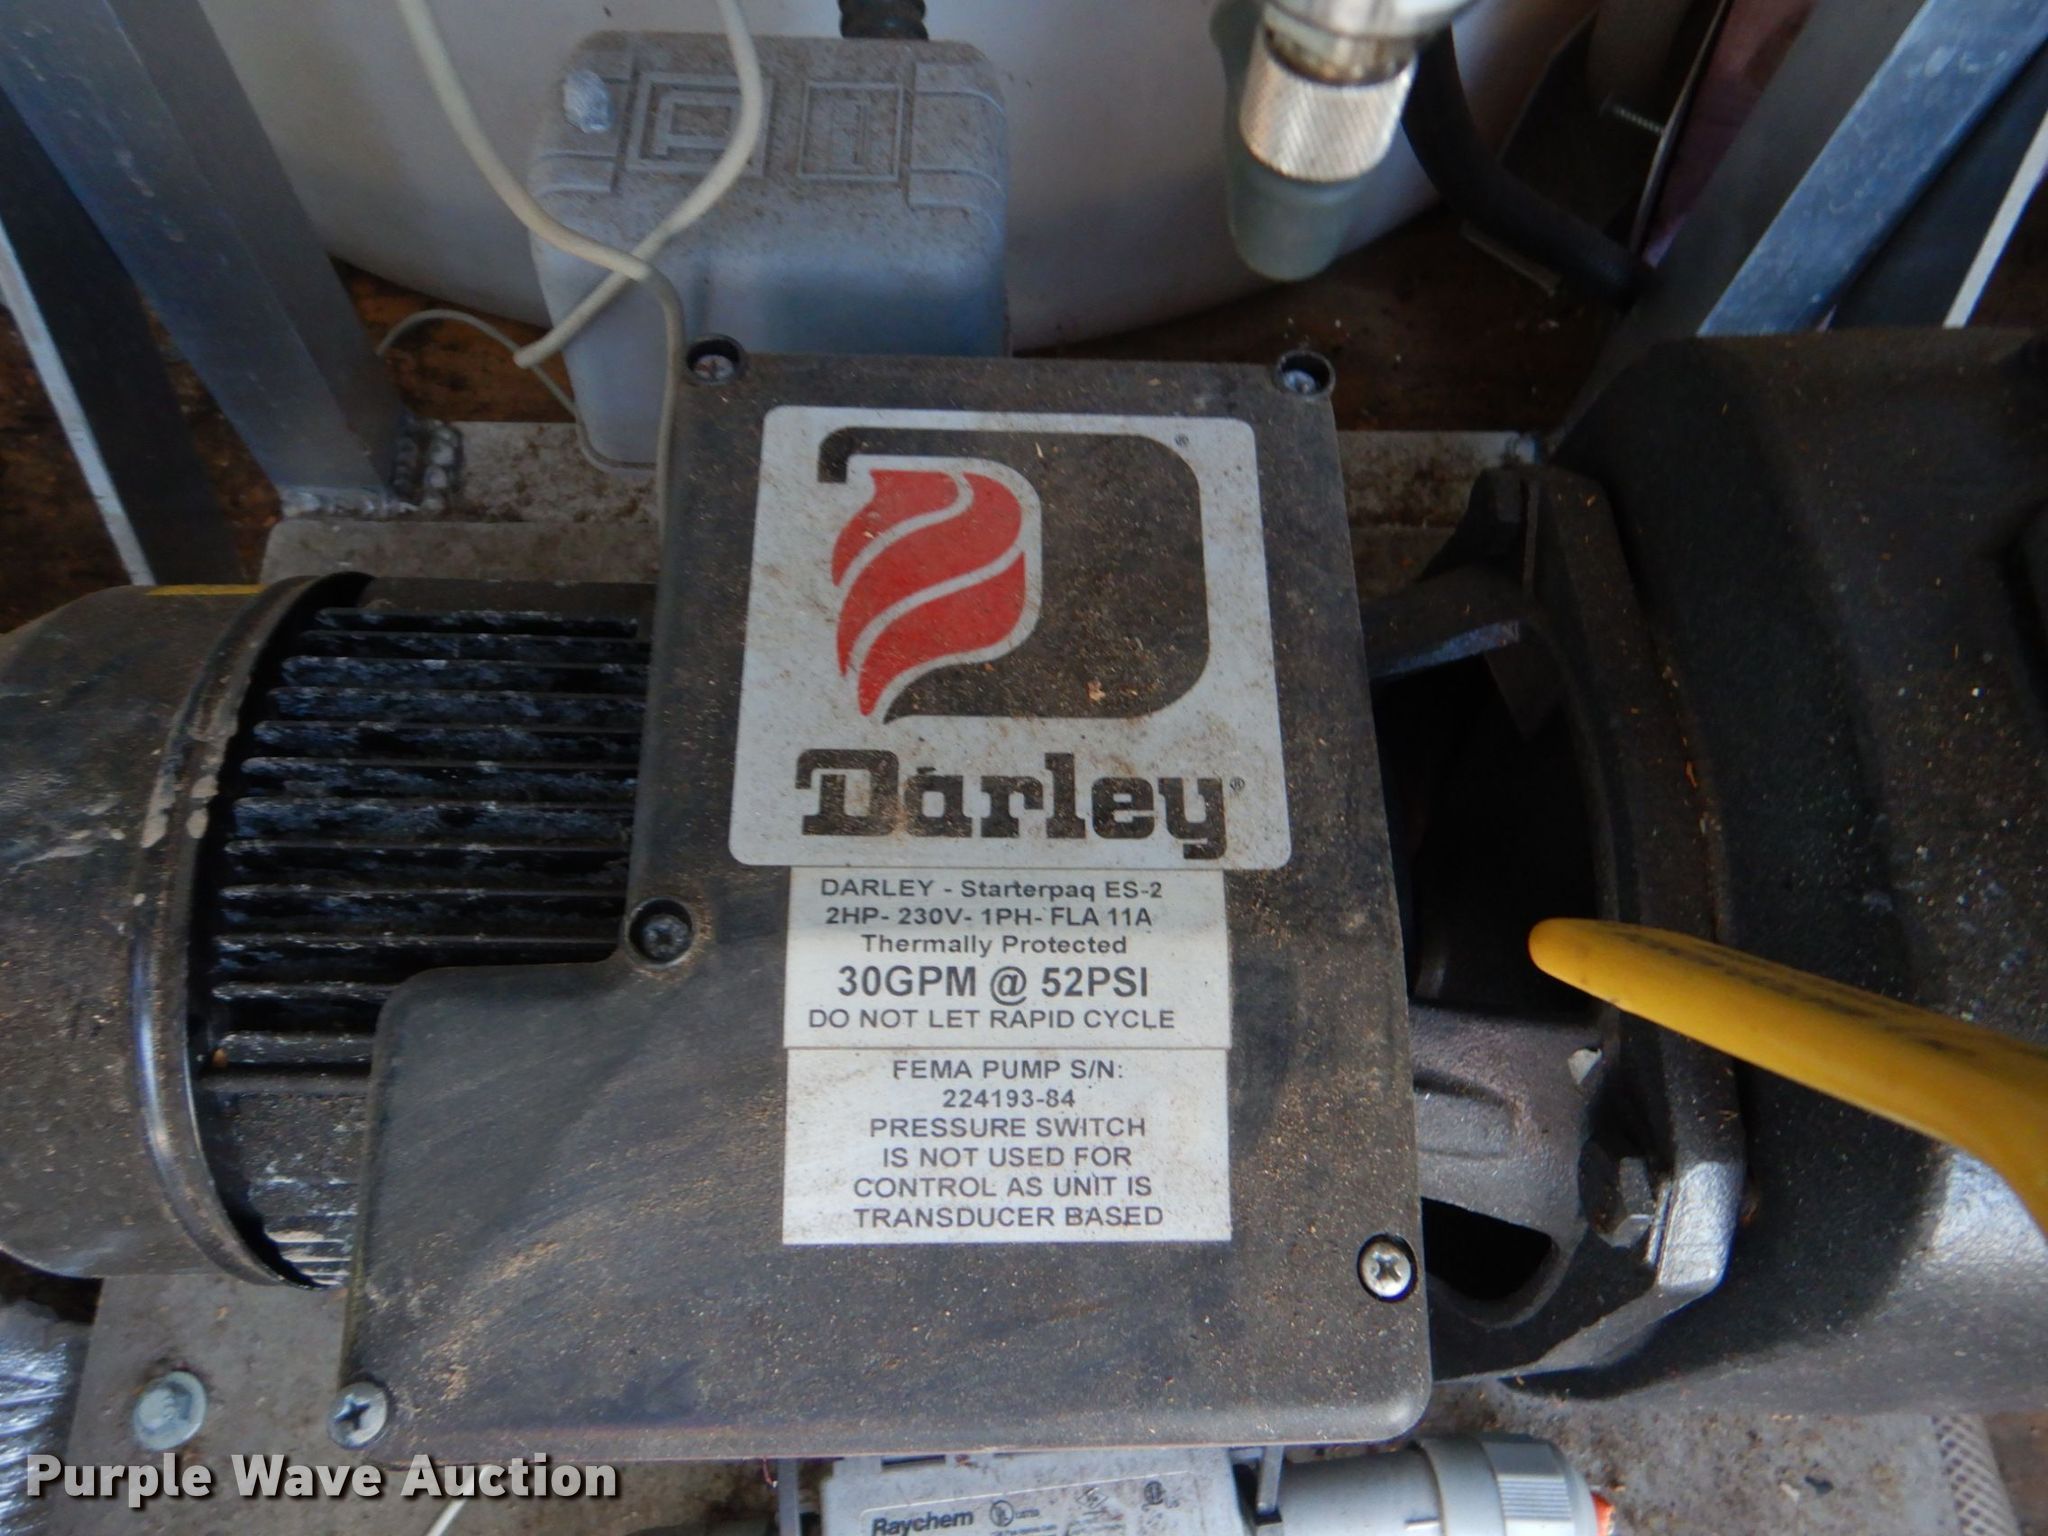 D
®
Darley®
DARLEY - Starterpaq ES-2
2HP- 230V- 1PH- FLA 11A
Thermally Protected
30GPM @ 52PSI
DO NOT LET RAPID CYCLE
FEMA PUMP S/N:
224193-84
PRESSURE SWITCH
IS NOT USED FOR
CONTROL AS UNIT IS
TRANSDUCER BASED
Raychem
Purple Wave Auction